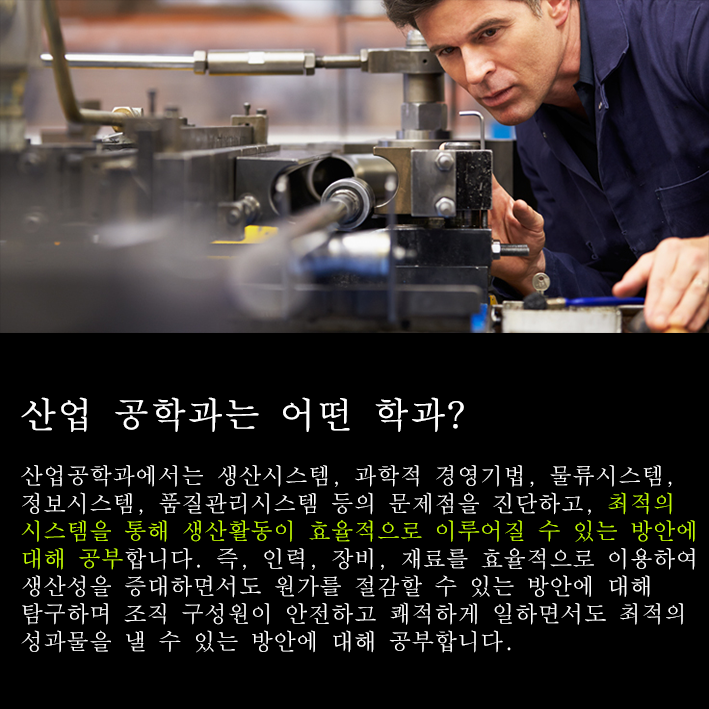 산업 공학과는 어떤 학과?
산업공학과에서는 생산시스템, 과학적 경영기법, 물류시스템,
정보시스템, 품질관리시스템 등의 문제점을 진단하고, 최적의
시스템을 통해 생산활동이 효율적으로 이루어질 수 있는 방안에
대해 공부합니다. 즉, 인력, 장비, 재료를 효율적으로 이용하여
생산성을 증대하면서도 원가를 절감할 수 있는 방안에 대해
탐구하며 조직 구성원이 안전하고 쾌적하게 일하면서도 최적의
성과물을 낼 수 있는 방안에 대해 공부합니다.